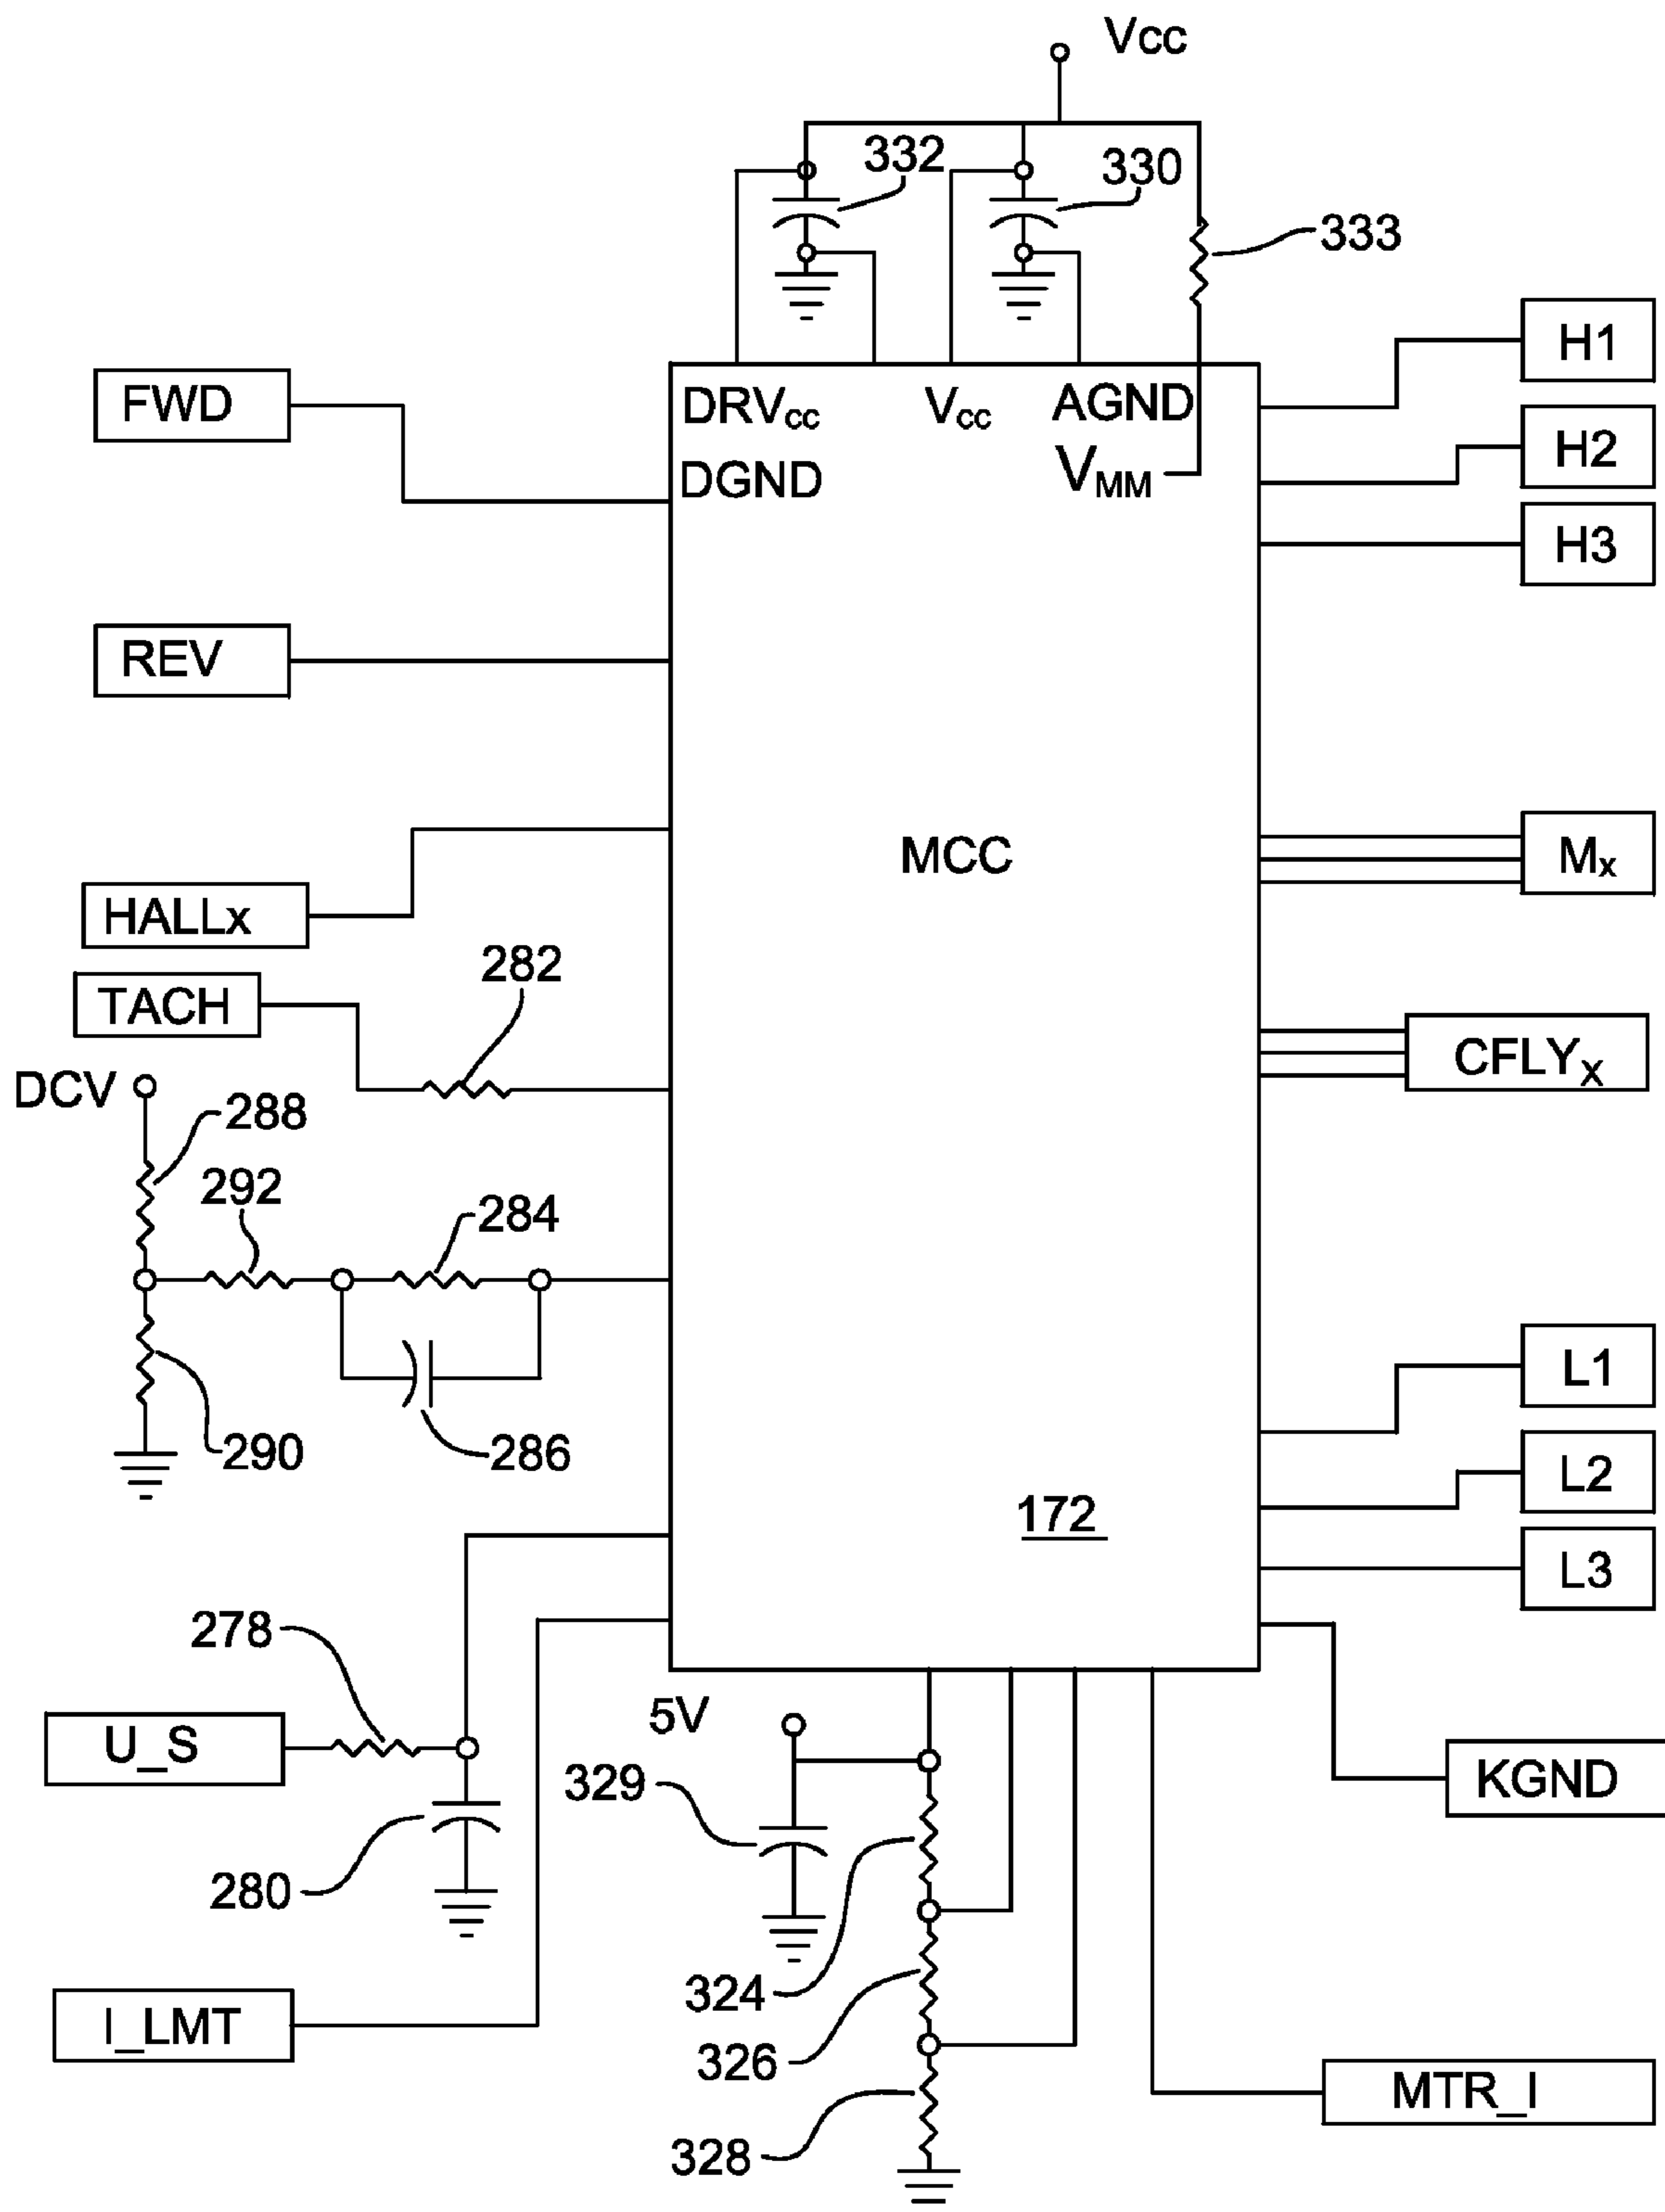 Vcc
332
330
333
H1
FWD
DRVcc
Vcc
AGND
H2
DGND
VMM
H3
REV
MCC
Mx
HALLx
282
TACH
CFLYx
DCV
288
292
284
L1
290
286
L2
172
L3
278
5V
U_S
329
KGND
280
324
I_LMT
326
MTR_I
328